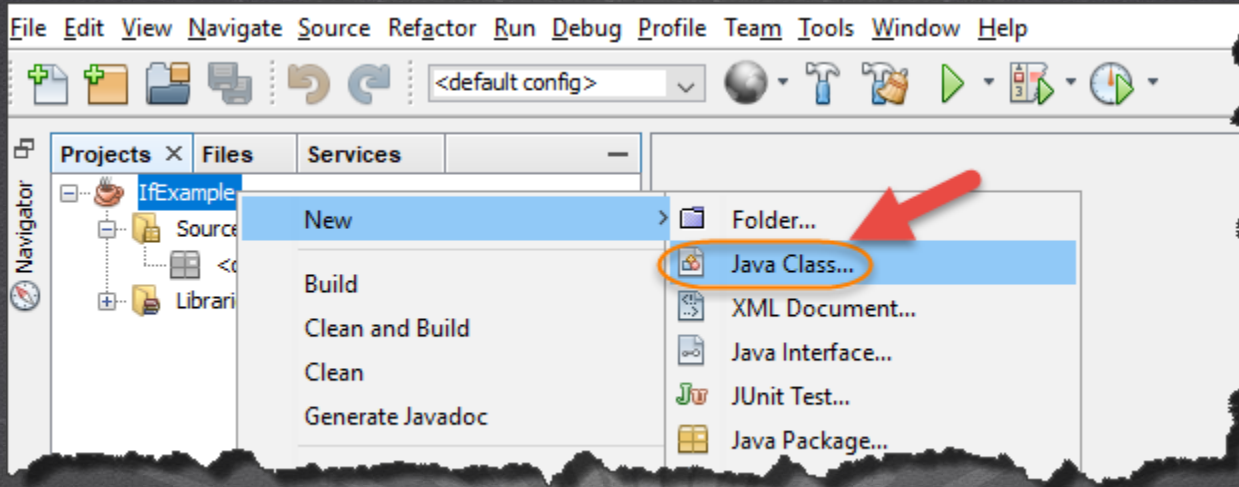 File Edit View Navigate Source Refactor Run Debug Profile Team Tools Window Help
<default config>
Projects Files Services
Navigator
IfExample
Source
<d
Librari
New
Build
Clean and Build
Clean
Generate Javadoc
Folder...
Java Class...
XML Document...
Java Interface...
JUnit Test...
Java Package...